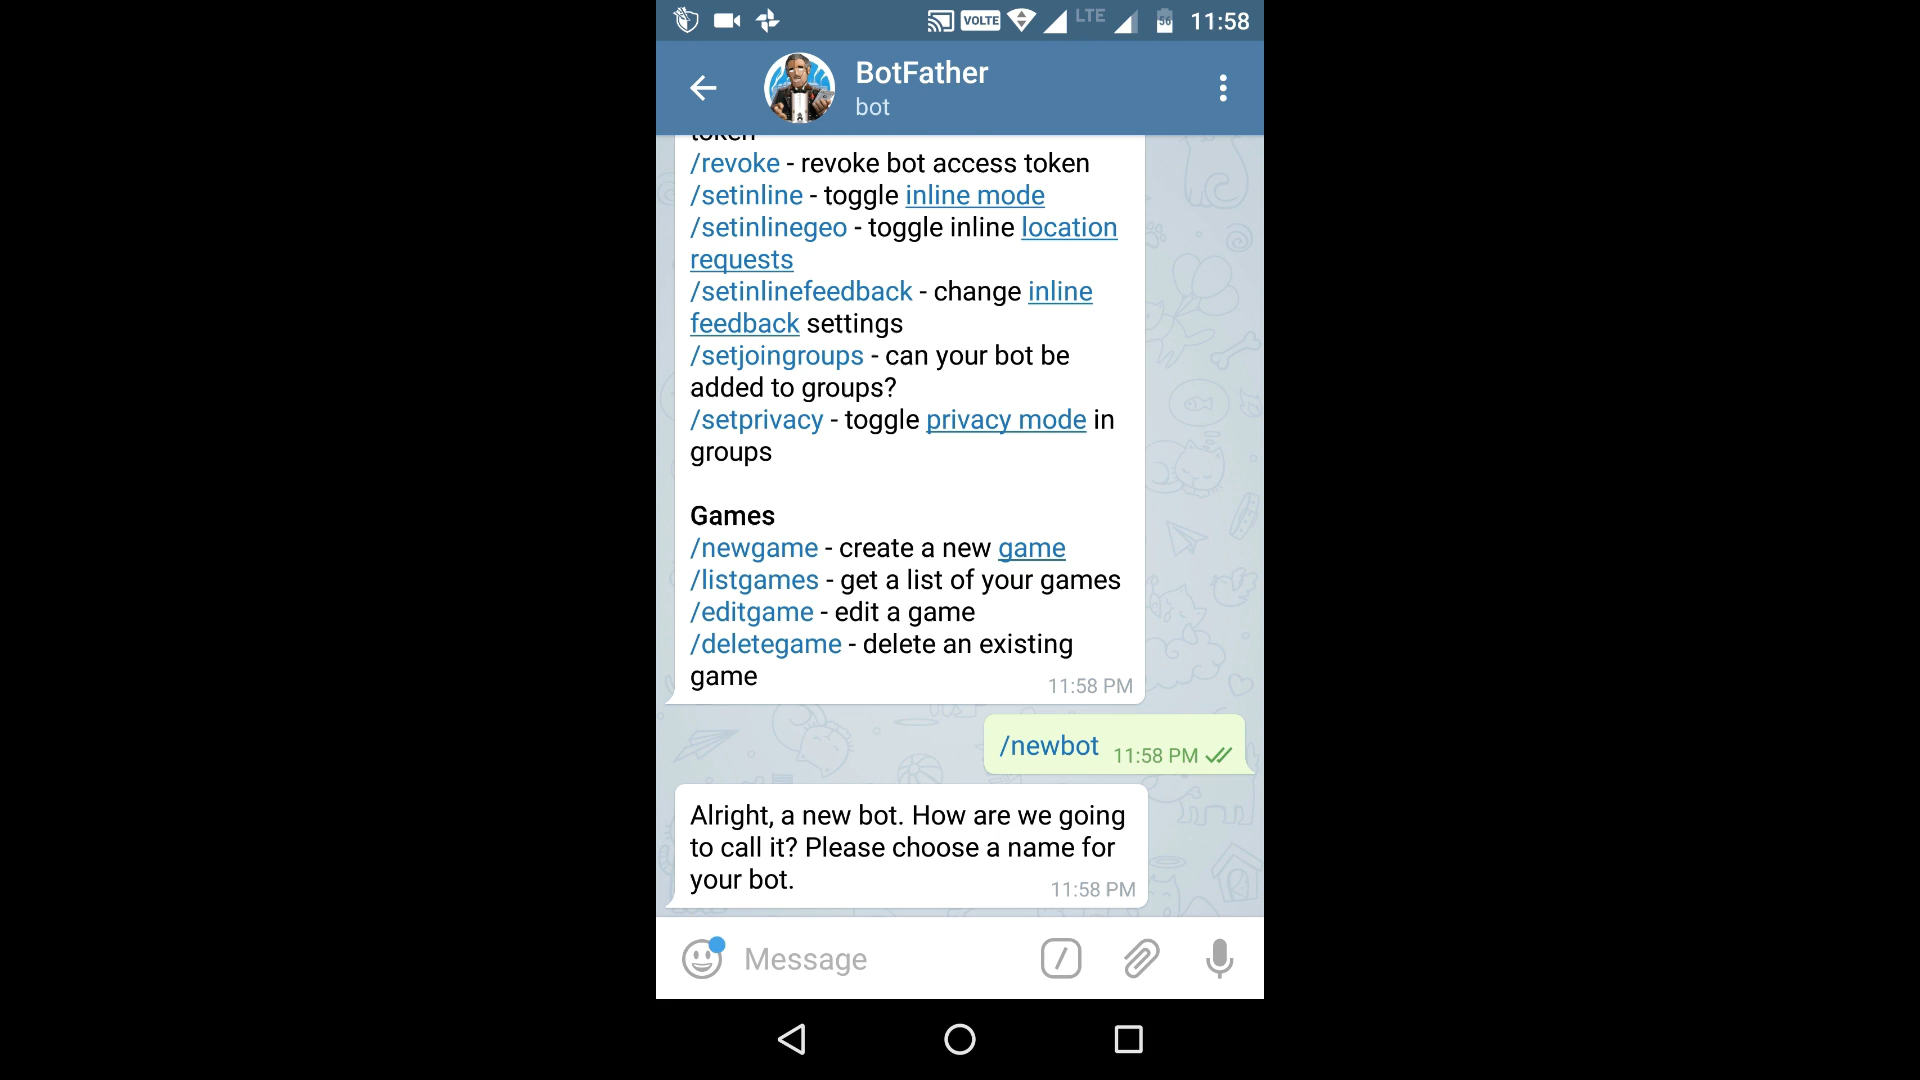 VOLTE LTE 56 11:58
BotFather
bot
token
/revoke - revoke bot access token
/setinline - toggle inline mode
/setinlinegeo - toggle inline location
requests
/setinlinefeedback - change inline
feedback settings
/setjoingroups - can your bot be
added to groups?
/setprivacy - toggle privacy mode in
groups
Games
/newgame - create a new game
/listgames - get a list of your games
/editgame - edit a game
/deletegame - delete an existing
game
11:58 PM
/newbot 11:58 PM
Alright, a new bot. How are we going
to call it? Please choose a name for
your bot.
11:58 PM
Message